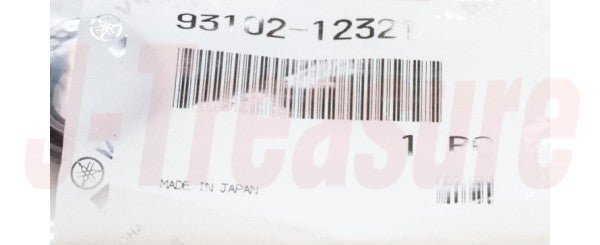 93102-12321
J-Treasure
1 PC
MADE IN JAPAN